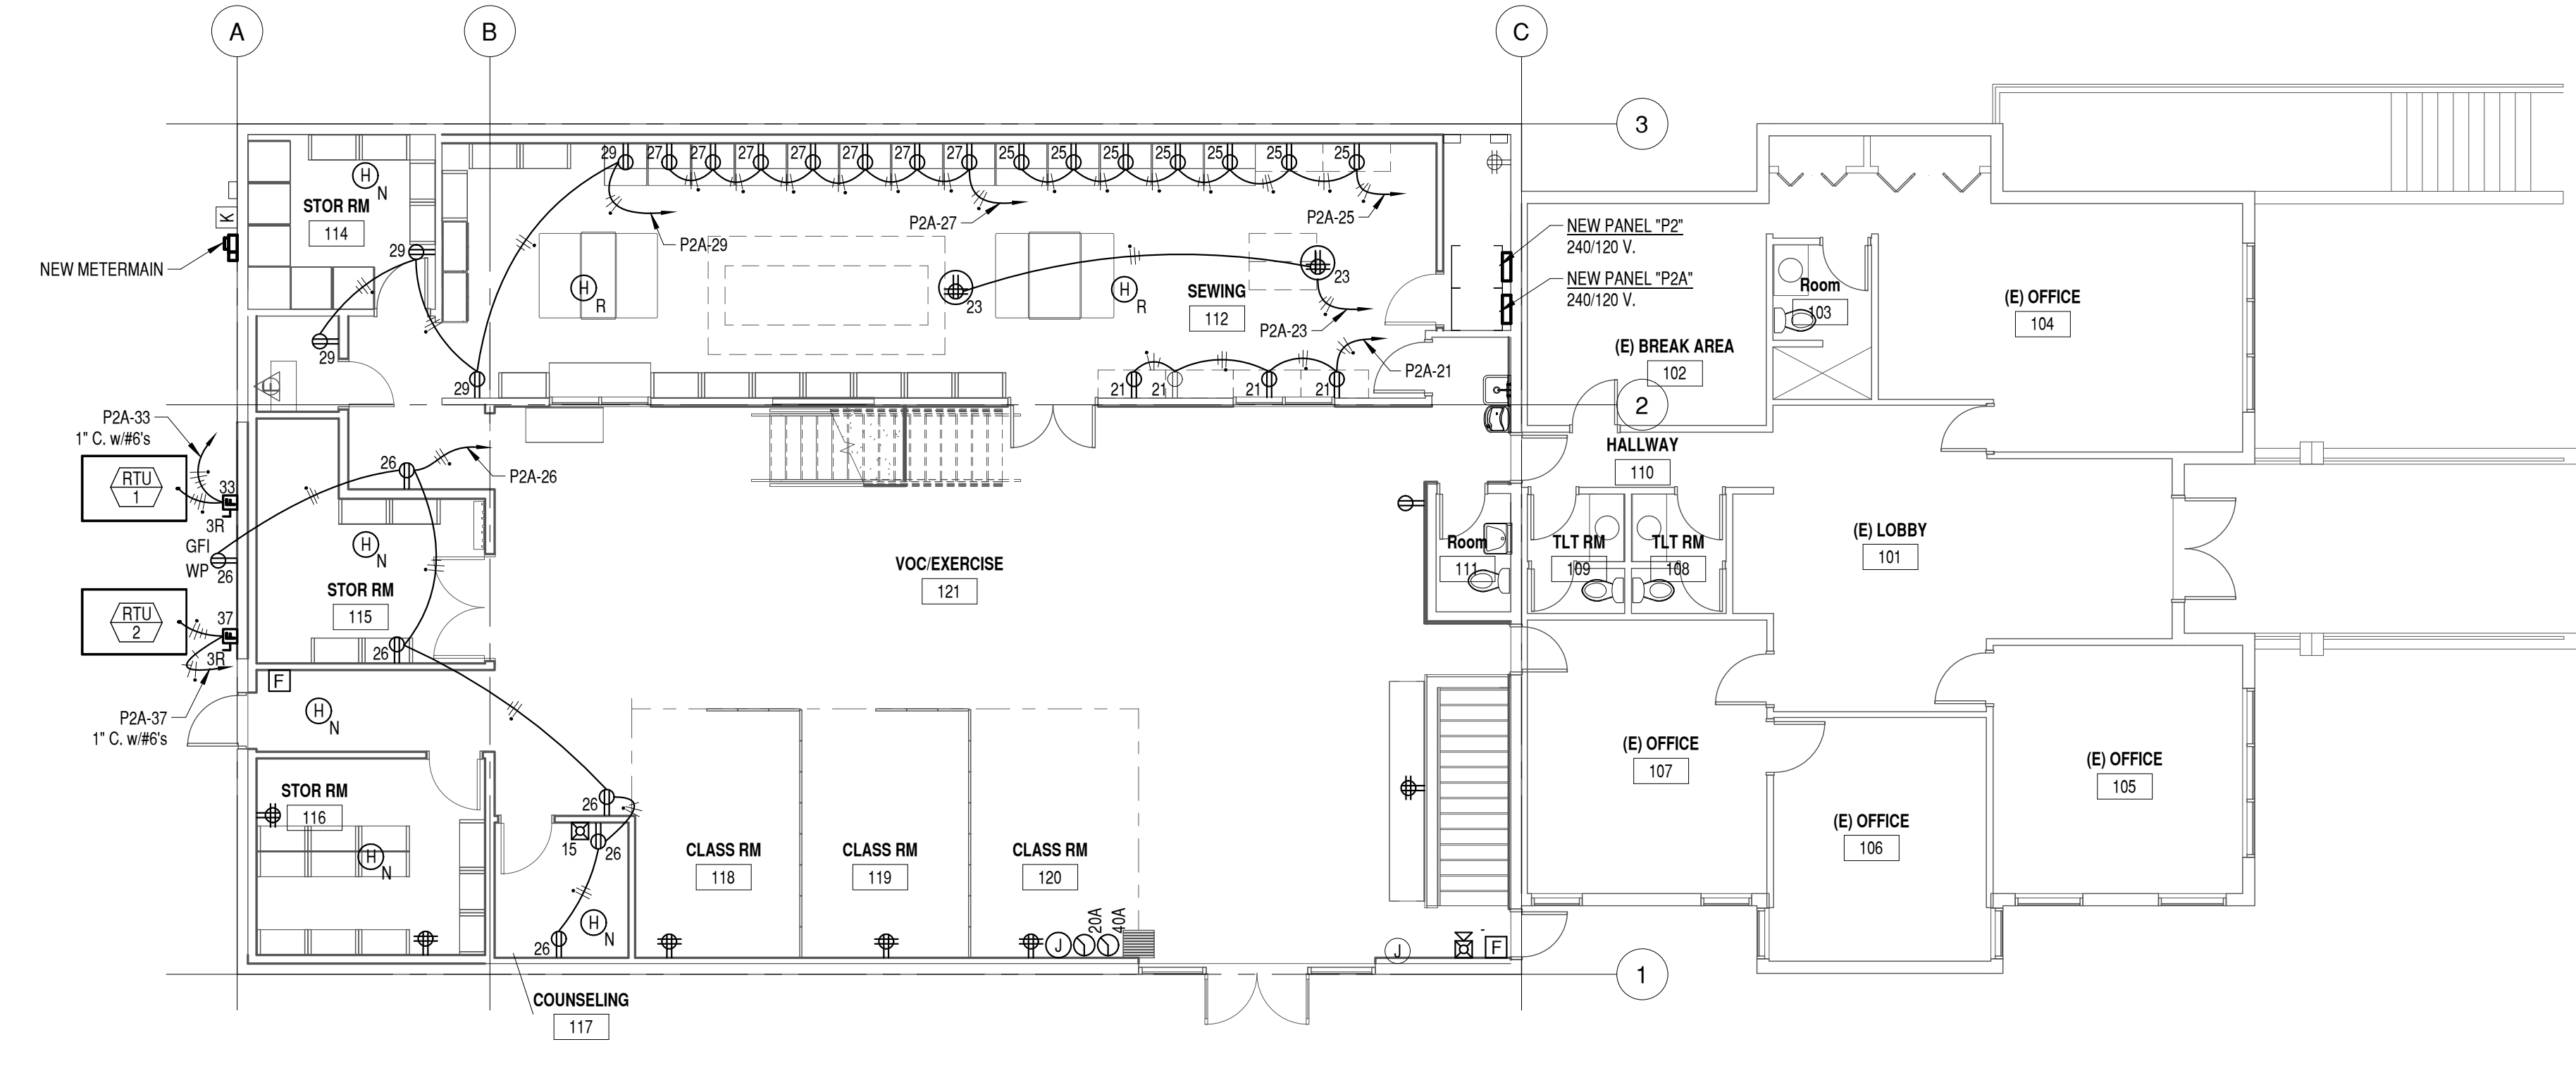 A
B
C
3
29
27
27
27
27
27
27
27
25
25
25
25
25
25
25
H
N
STOR RM
114
K
NEW METERMAIN
29
P2A-29
P2A-27
P2A-25
NEW PANEL "P2"
240/120 V.
NEW PANEL "P2A"
240/120 V.
H
R
23
H
R
SEWING
112
23
P2A-23
Room
103
(E) OFFICE
104
29
29
21
21
21
21
P2A-21
(E) BREAK AREA
102
2
P2A-33
1" C. w/#6's
RTU
1
33
F
3R
26
P2A-26
HALLWAY
110
GFI
WP
26
H
N
STOR RM
115
VOC/EXERCISE
121
Room
111
TLT RM
109
TLT RM
108
(E) LOBBY
101
RTU
2
37
F
3R
26
P2A-37
1" C. w/#6's
F
H
N
STOR RM
116
H
N
26
15
26
26
H
N
CLASS RM
118
CLASS RM
119
CLASS RM
120
J
20A
40A
J
F
(E) OFFICE
107
(E) OFFICE
106
(E) OFFICE
105
1
COUNSELING
117